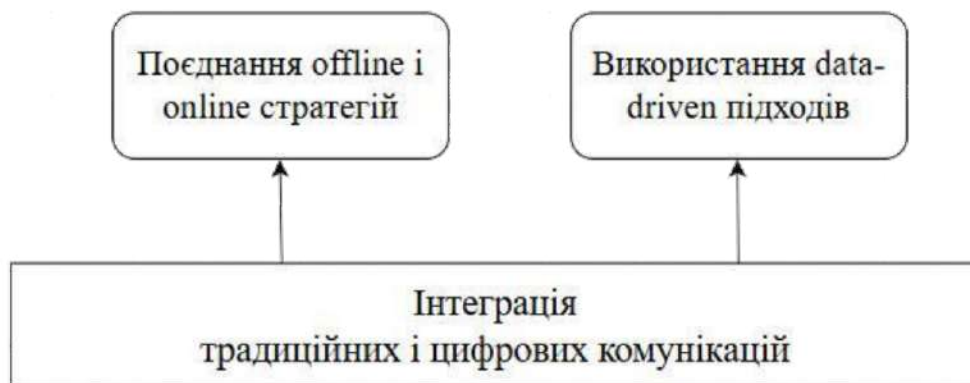 Поєднання offline і
online стратегій
Використання data-
driven підходів
Інтеграція
традиційних і цифрових комунікацій